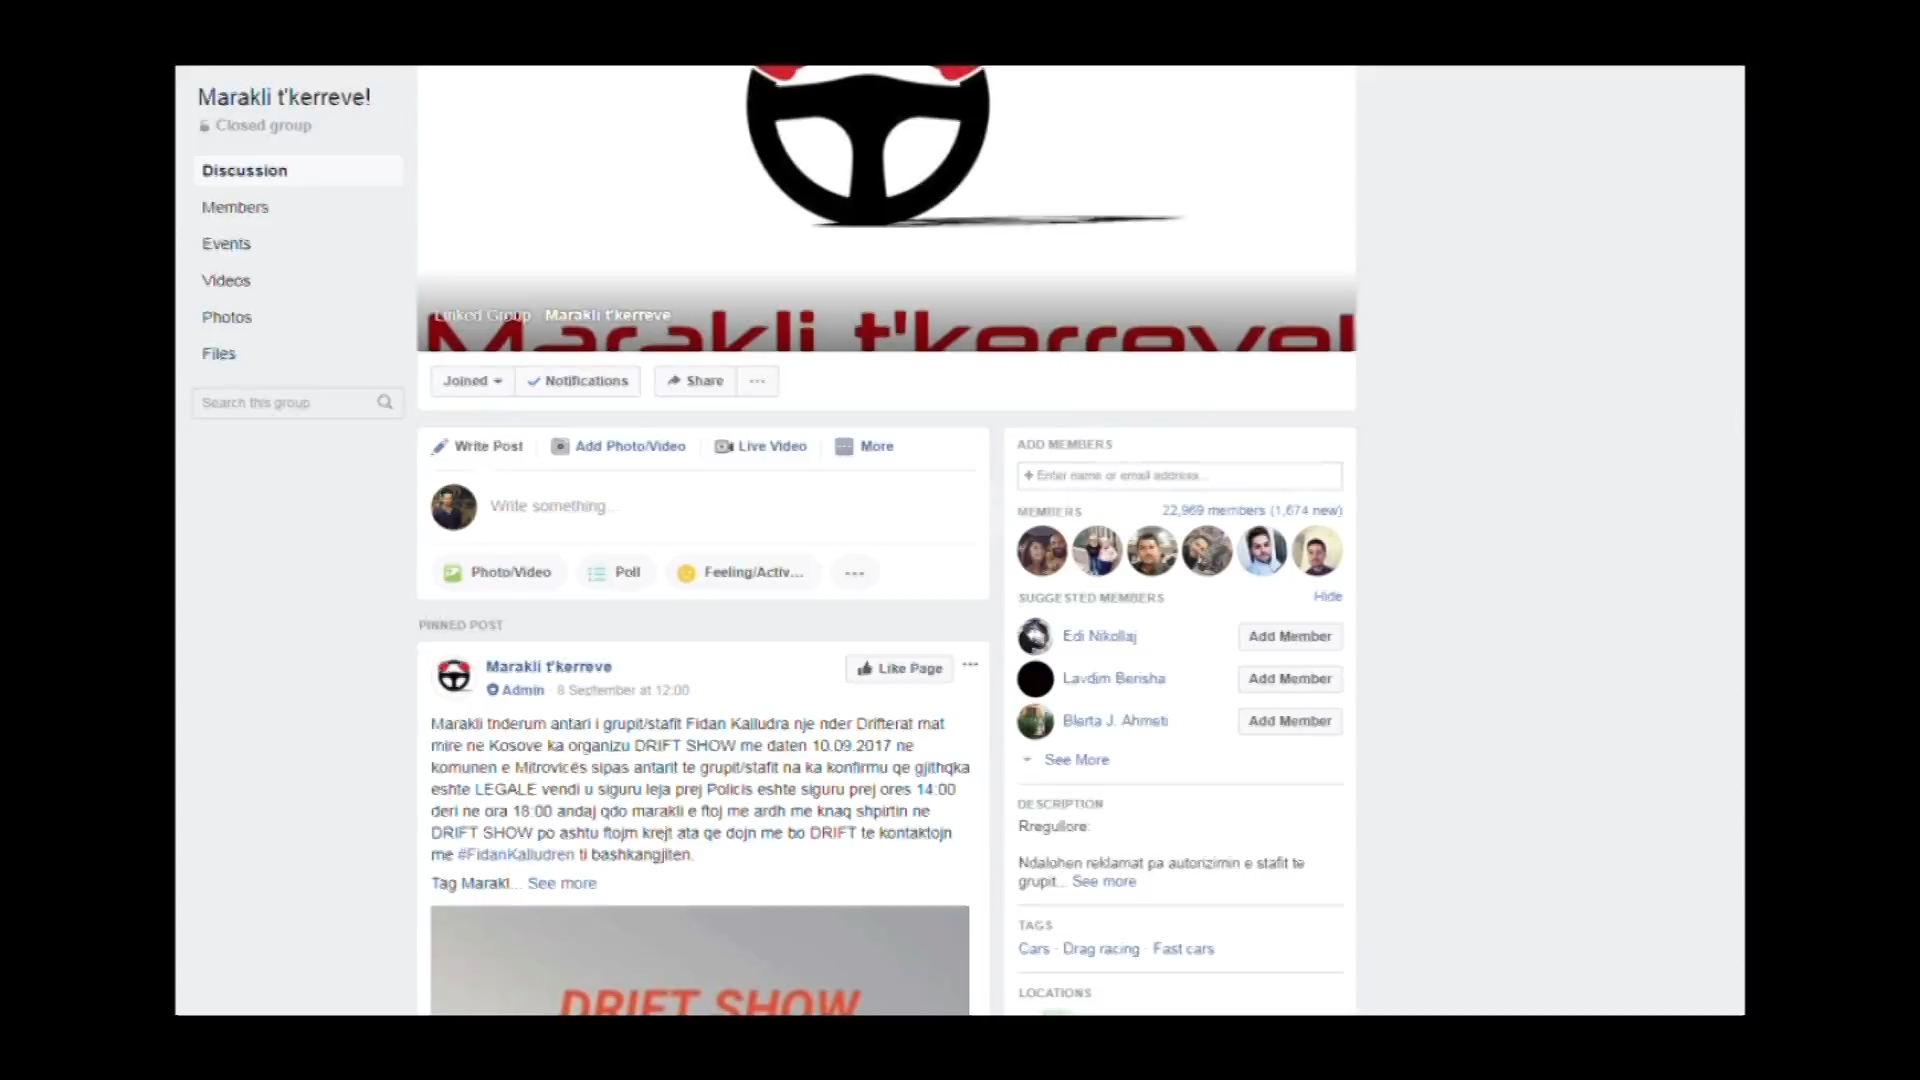 Marakli t'kerreve!
Closed group
Discussion
Members
Events
Videos
Photos
Files
Search this group
Linked Group Marakli t'kerreve
Marakli t'kerreve!
Joined
Notifications
Share
Write Post
Add Photo/Video
Live Video
More
Write something...
Photo/Video
Poll
Feeling/Activ...
PINNED POST
Marakli t'kerreve
Like Page
Admin · 8 September at 12:00
Marakli tnderum antari i grupit/stafit Fidan Kalludra nje nder Drifterat mat
mire ne Kosove ka organizu DRIFT SHOW me daten 10.09.2017 ne
komunen e Mitrovicës sipas antarit te grupit/stafit na ka konfirmu qe gjithqka
eshte LEGALE vendi u siguru leja prej Policis eshte siguru prej ores 14:00
deri ne ora 18:00 andaj qdo marakli e ftoj me ardh me knaq shpirtin ne
DRIFT SHOW po ashtu ftojm krejt ata qe dojn me bo DRIFT te kontaktojn
me #FidanKalludren ti bashkangjiten.
Tag Marakl... See more
DRIFT SHOW
ADD MEMBERS
+ Enter name or email address...
MEMBERS
22,969 members (1,674 new)
SUGGESTED MEMBERS
Hide
Edi Nikollaj
Add Member
Lavdim Berisha
Add Member
Blerta J. Ahmeti
Add Member
See More
DESCRIPTION
Rregullore:
Ndalohen reklamat pa autorizimin e stafit te
grupit... See more
TAGS
Cars · Drag racing · Fast cars
LOCATIONS